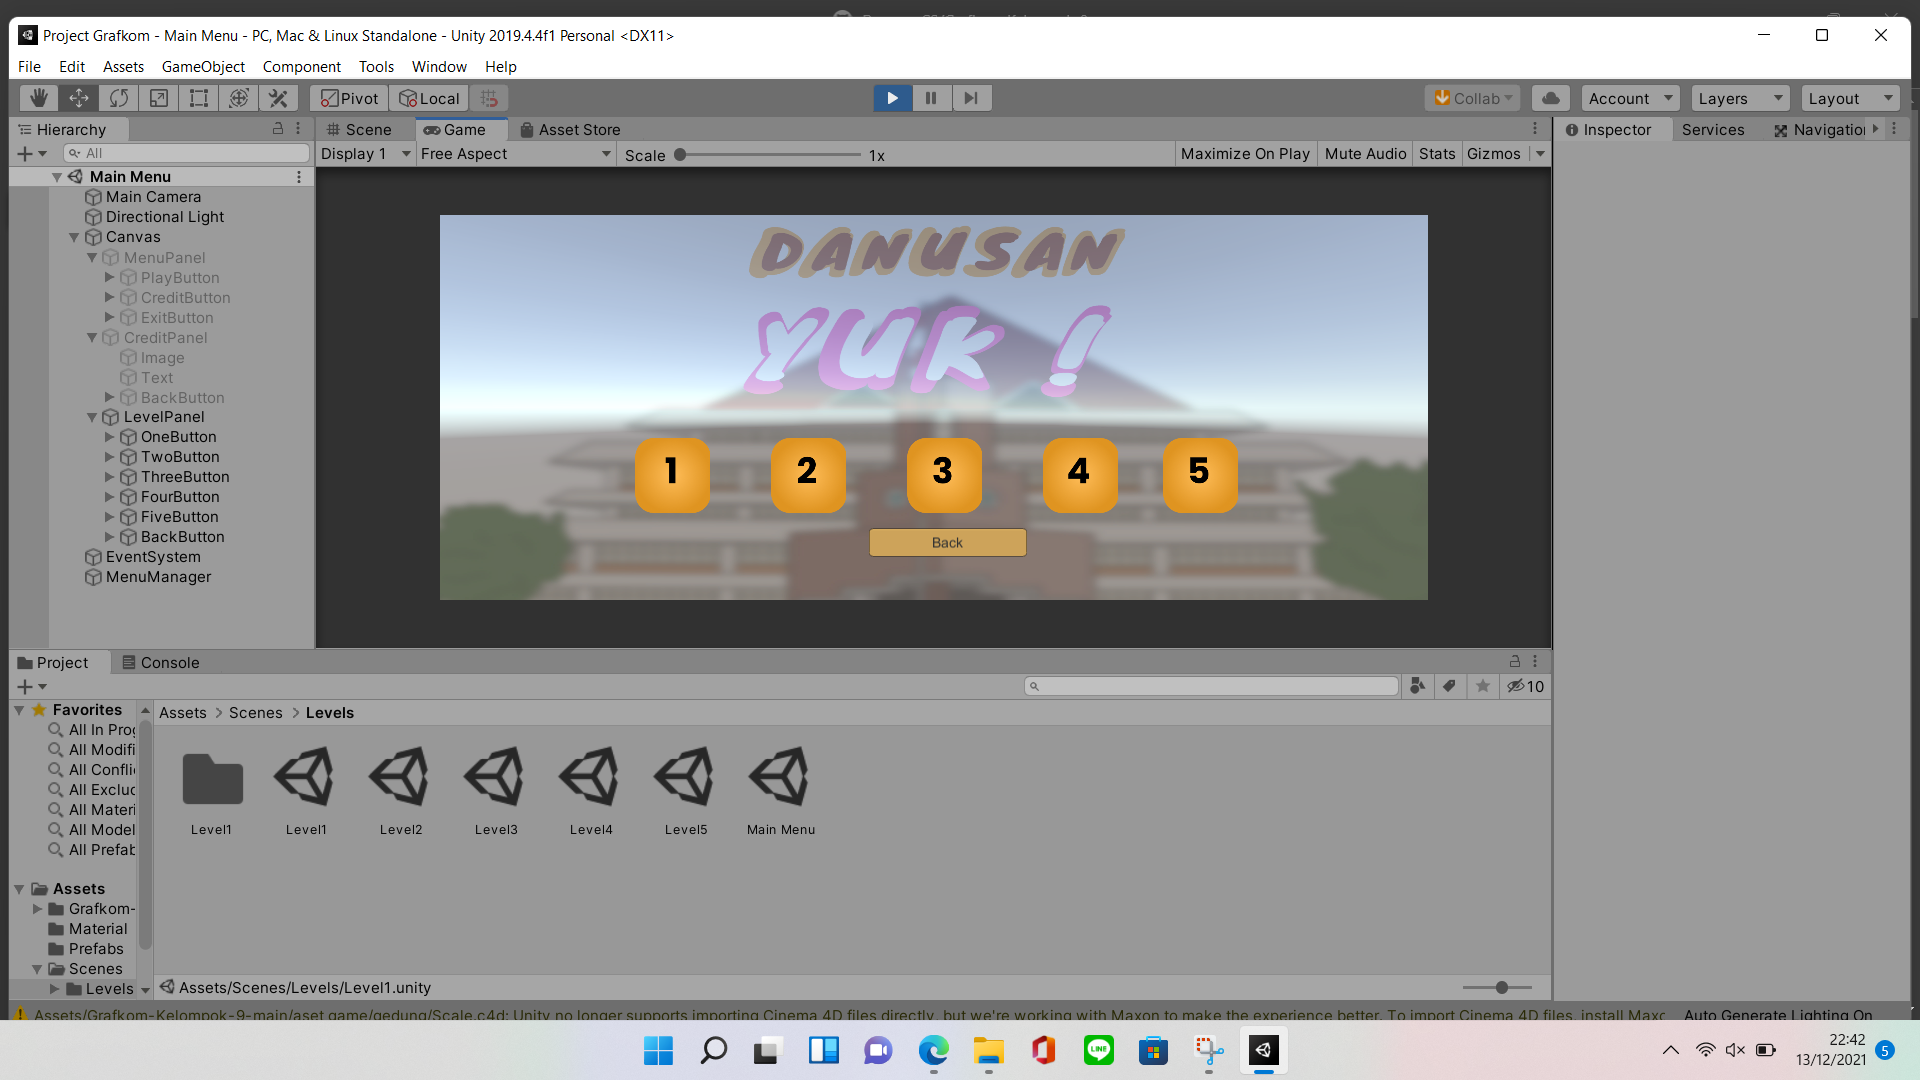 Project Grafkom - Main Menu - PC, Mac & Linux Standalone - Unity 2019.4.4f1 Personal <DX11>
File Edit Assets GameObject Component Tools Window Help
Pivot Local Collab Account Layers Layout
Hierarchy
Scene Game Asset Store
Inspector Services Navigation
All
Display 1 Free Aspect Scale 1x Maximize On Play Mute Audio Stats Gizmos
Main Menu
Main Camera
Directional Light
Canvas
MenuPanel
PlayButton
CreditButton
ExitButton
CreditPanel
Image
Text
BackButton
LevelPanel
OneButton
TwoButton
ThreeButton
FourButton
FiveButton
BackButton
EventSystem
MenuManager
DANUSAN
YUK !
1 2 3 4 5
Back
Project Console
10
Favorites
All In Prog
All Modifi
All Conflic
All Exclud
All Materi
All Model
All Prefab
Assets
Grafkom-
Material
Prefabs
Scenes
Levels
Assets > Scenes > Levels
Level1 Level1 Level2 Level3 Level4 Level5 Main Menu
Assets/Scenes/Levels/Level1.unity
Assets/Grafkom-Kelompok-9-main/aset game/gedung/Scale.c4d: Unity no longer supports importing Cinema 4D files directly, but we're working with Maxon to make the experience better. To import Cinema 4D files, install Maxo
Auto Generate Lighting On
LINE
22:42
13/12/2021
5